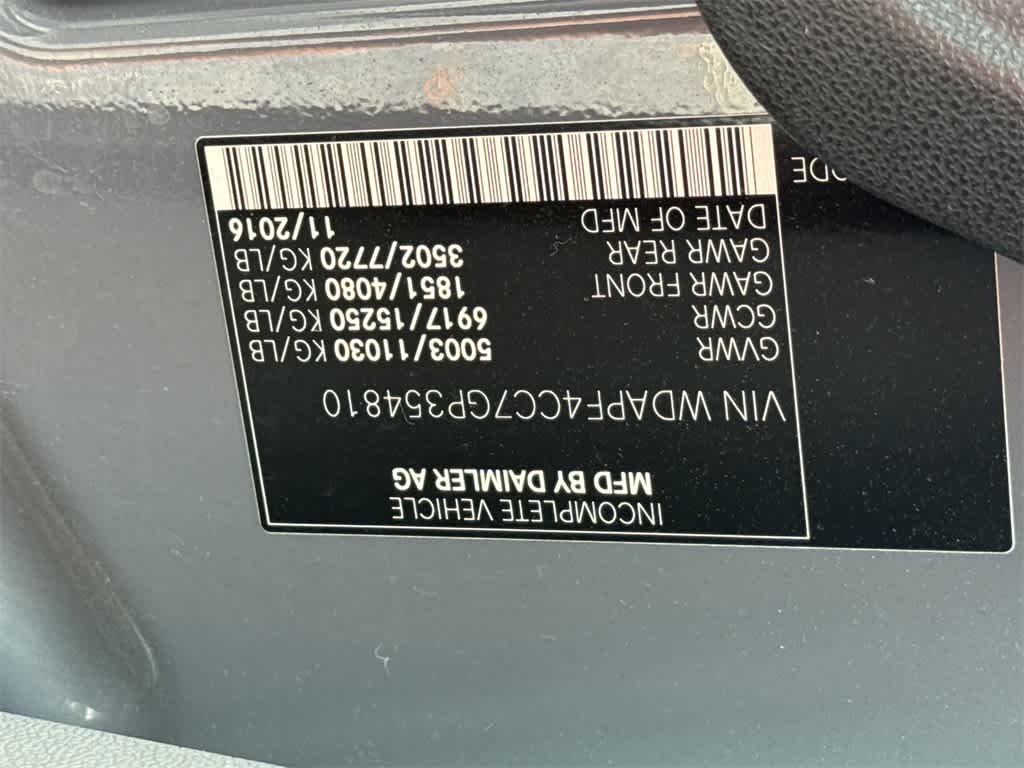 INCOMPLETE VEHICLE
MFD BY DAIMLER AG
VIN WDAPF4CC7GP354810
GVWR 5003/11030 KG/LB
GCWR 6917/15250 KG/LB
GAWR FRONT 1851/4080 KG/LB
GAWR REAR 3502/7720 KG/LB
DATE OF MFD 11/2016